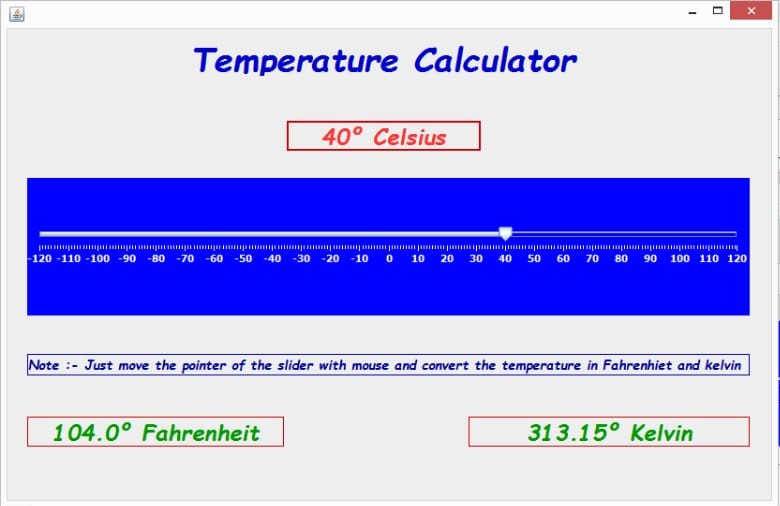 Temperature Calculator
40° Celsius
-120 -110 -100 -90 -80 -70 -60 -50 -40 -30 -20 -10 0 10 20 30 40 50 60 70 80 90 100 110 120
Note :- Just move the pointer of the slider with mouse and convert the temperature in Fahrenhiet and kelvin
104.0° Fahrenheit
313.15° Kelvin